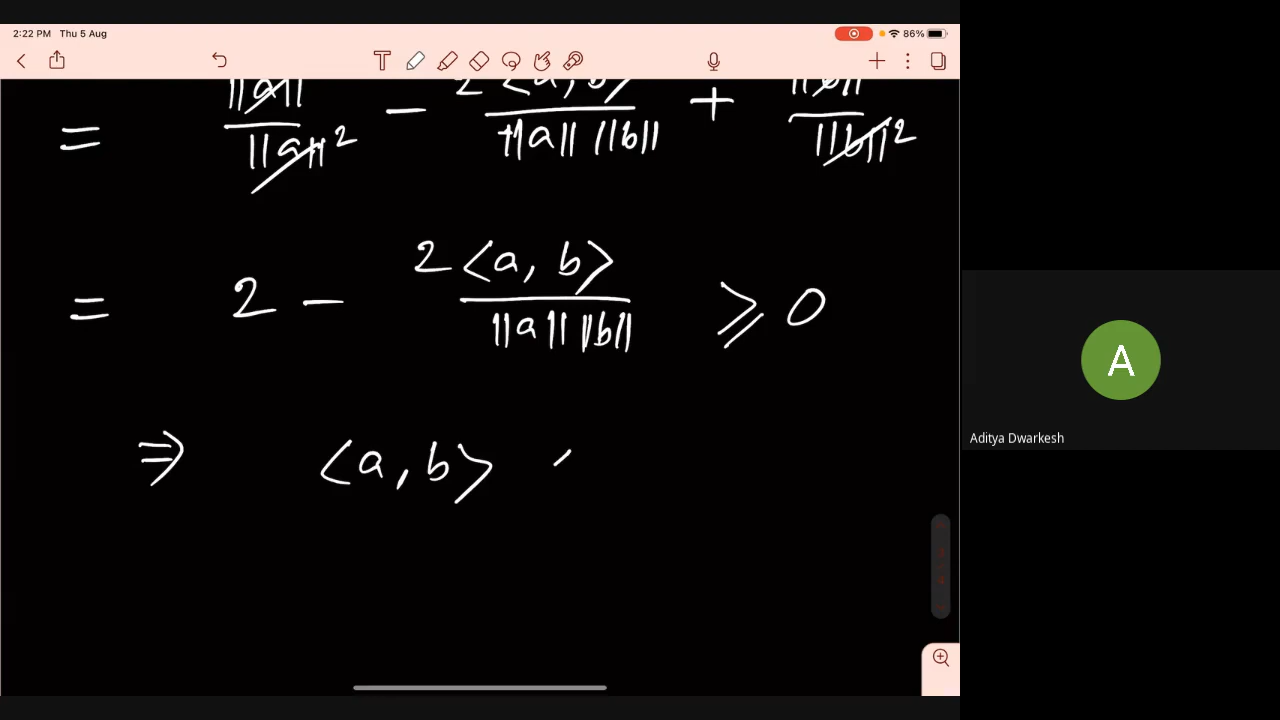 2:22 PM Thu 5 Aug 86%
T
= ||a|| / ||a||² − 2 <a, b> / ||a|| ||b|| + ||b|| / ||b||²
= 2 − 2 <a, b> / ||a|| ||b|| ⩾ 0
A
Aditya Dwarkesh
⇒ <a, b>